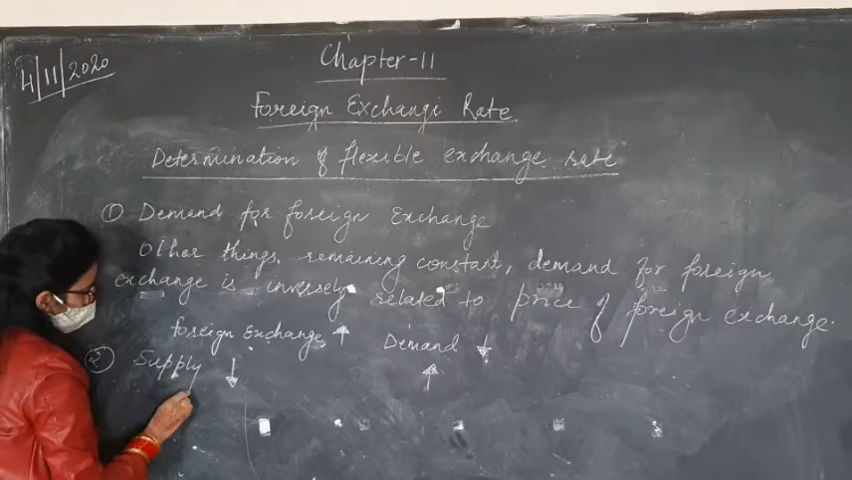 4/11/2020
Chapter-11
Foreign Exchangi Rate
Determination of flexible exchange rate
① Demand for foreign Exchange
Other things, remaining constant, demand for foreign
exchange is inversely related to price of foreign exchange.
foreign Exchange ↑ Demand ↓
② Supply ↓ ↑